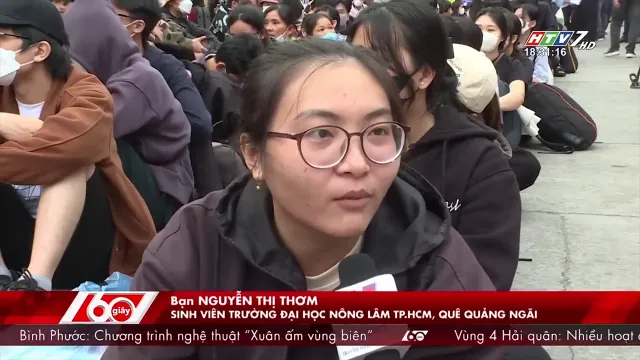 HTV7 HD
18:31:16
60 giây
Bạn NGUYỄN THỊ THƠM
SINH VIÊN TRƯỜNG ĐẠI HỌC NÔNG LÂM TP.HCM, QUÊ QUẢNG NGÃI
Bình Phước: Chương trình nghệ thuật “Xuân ấm vùng biên”
Vùng 4 Hải quân: Nhiều hoạt